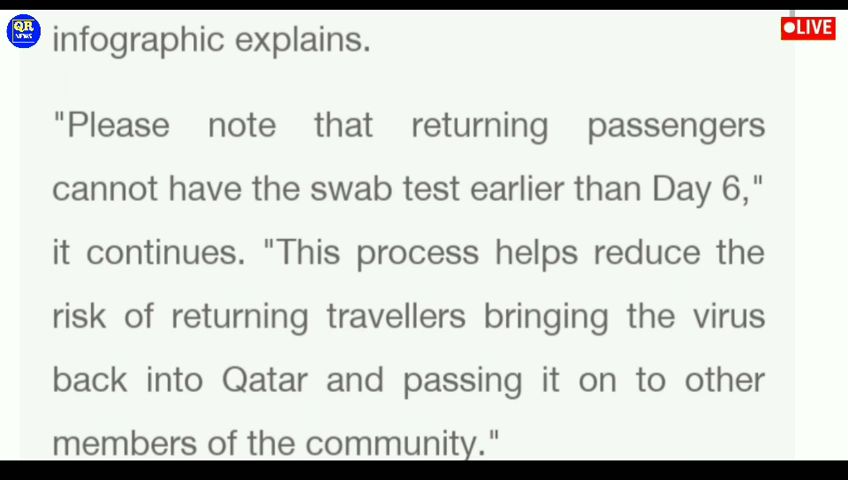 QR
NEWS
LIVE
infographic explains.
"Please note that returning passengers
cannot have the swab test earlier than Day 6,"
it continues. "This process helps reduce the
risk of returning travellers bringing the virus
back into Qatar and passing it on to other
members of the community."